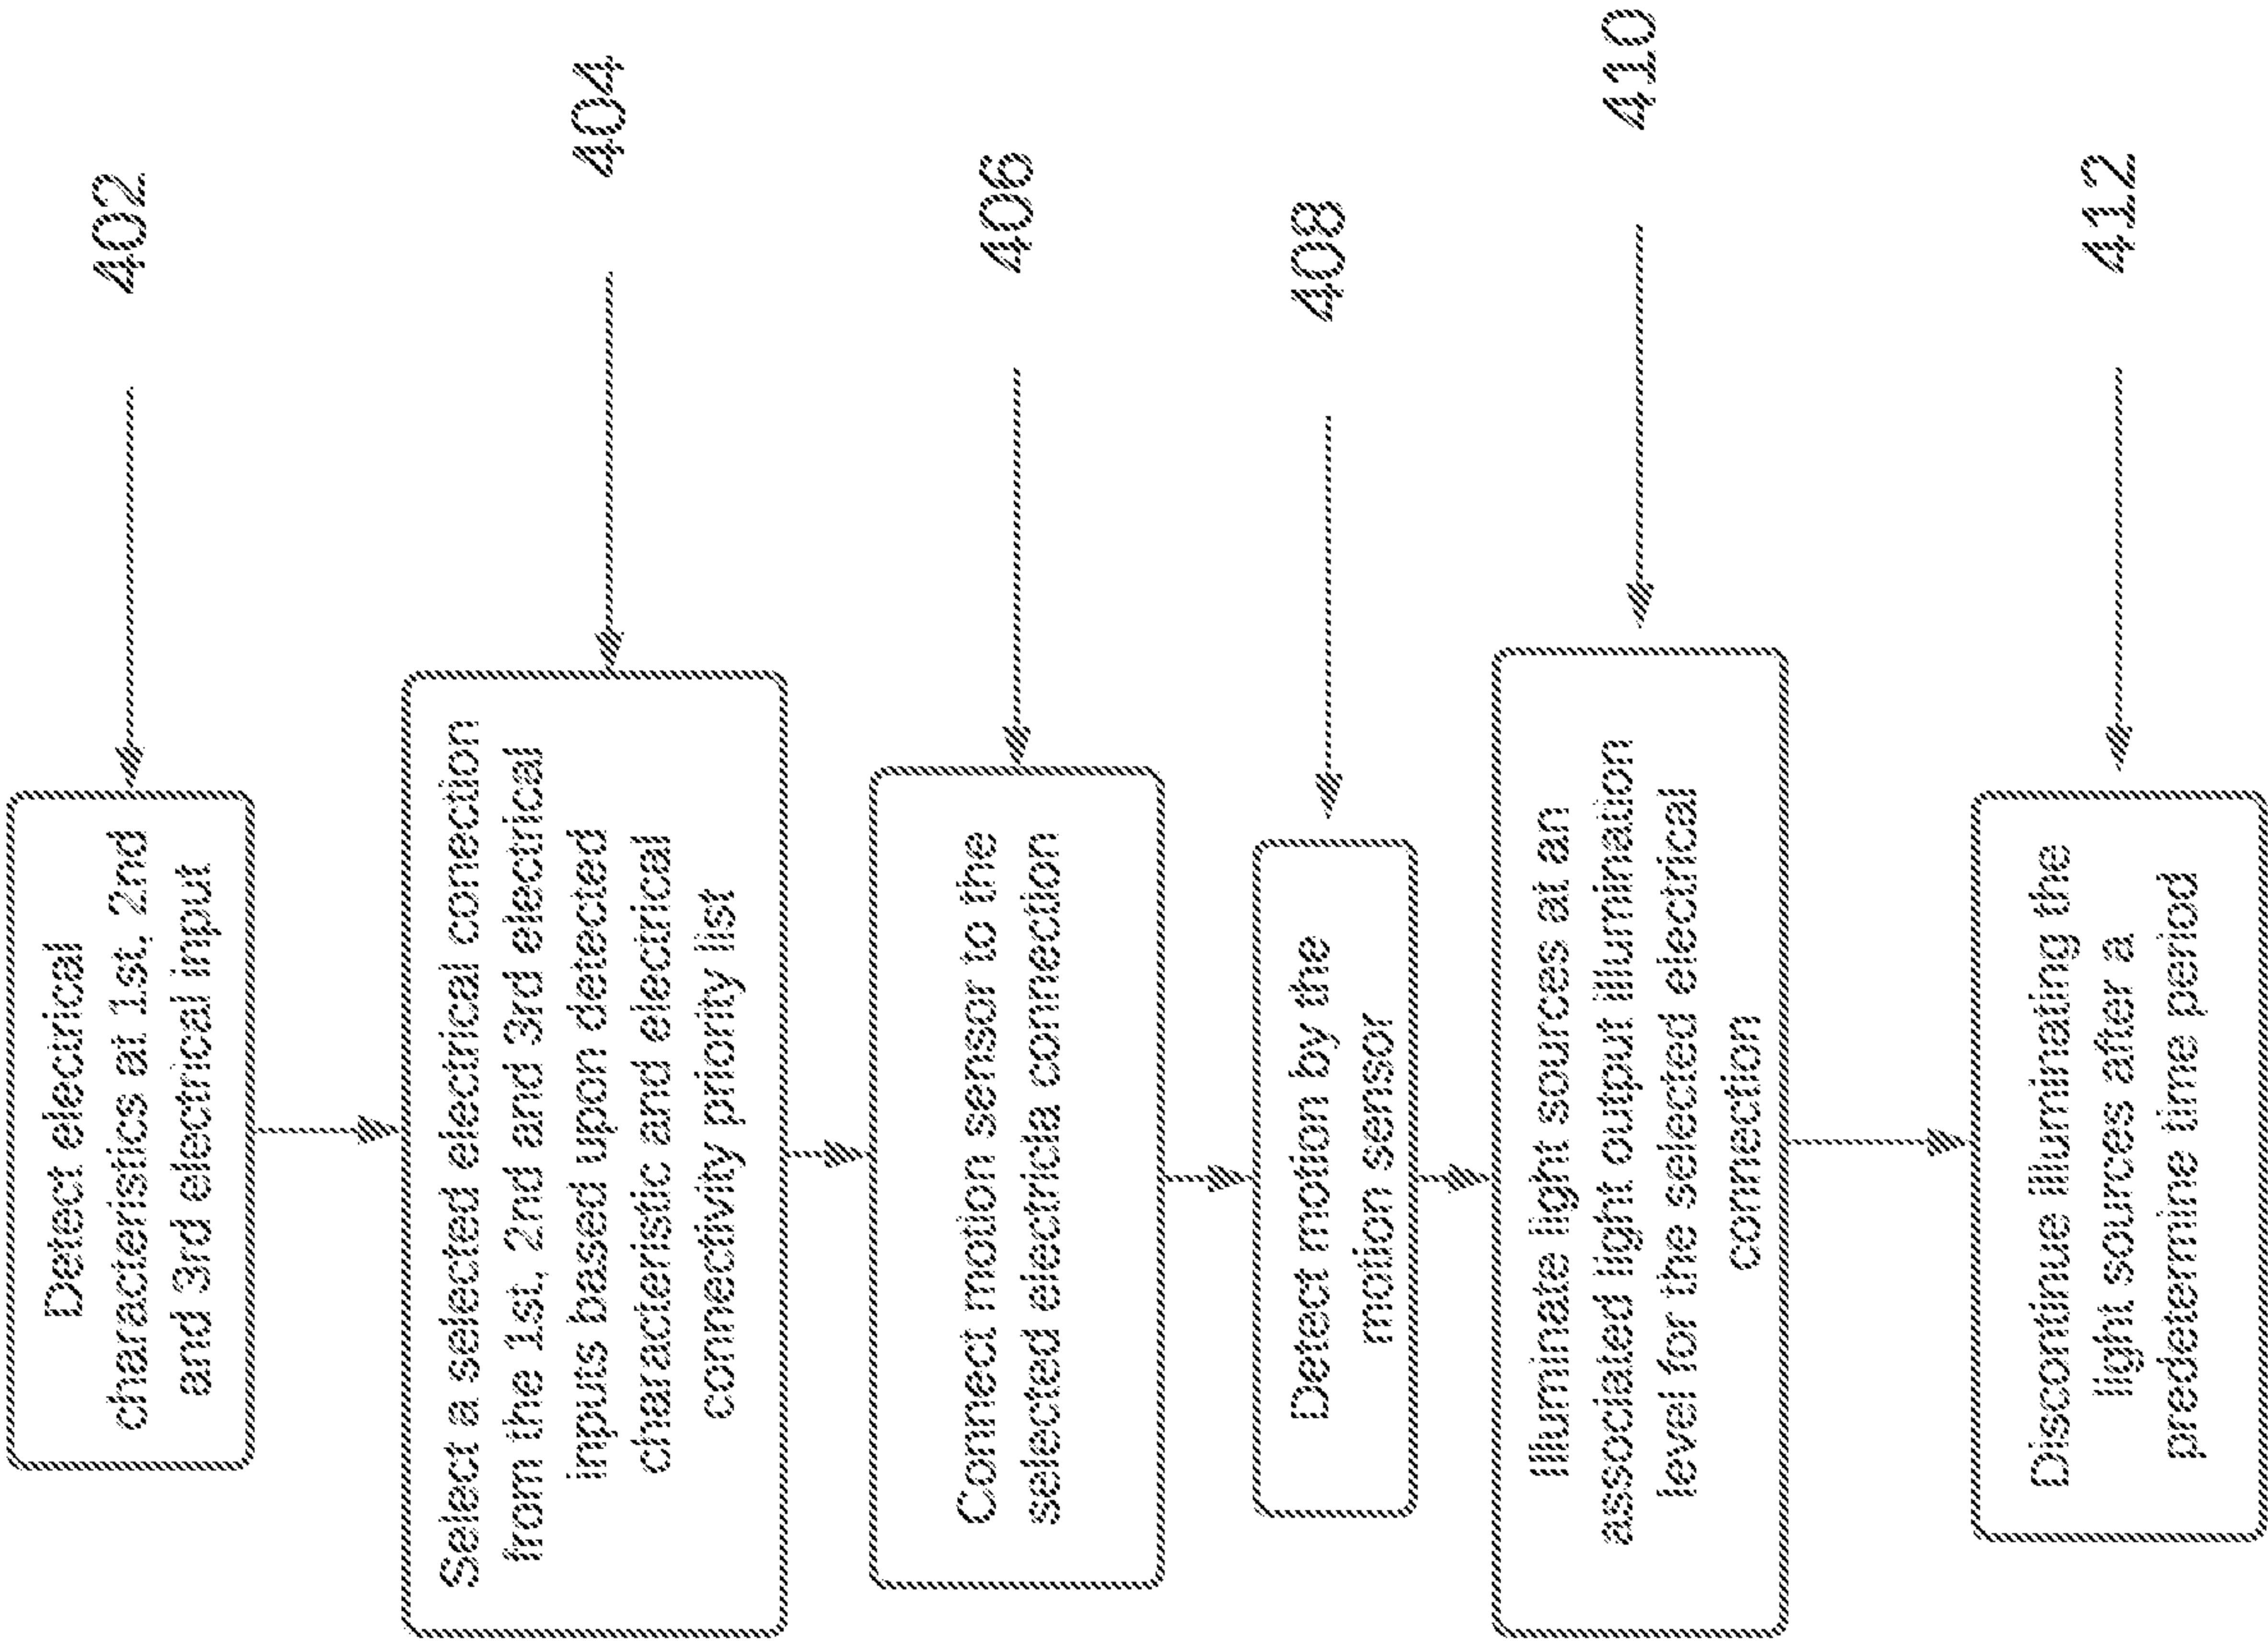 402
Detect electrical
characteristics at 1st, 2nd
and 3rd electrical input
404
Select a selected electrical conection
from the 1st, 2nd and 3rd electrical
inputs based upon detected
characteristic and electrical
connectivity priority list
406
Connect motion sensor to the
selected electricla connection
408
Detect motion by the
motion sensor
410
Illuminate light sources at an
associated light output illumination
level for the selected electrical
connection
412
Discontinue illuminating the
light sources after a
predetermine time period